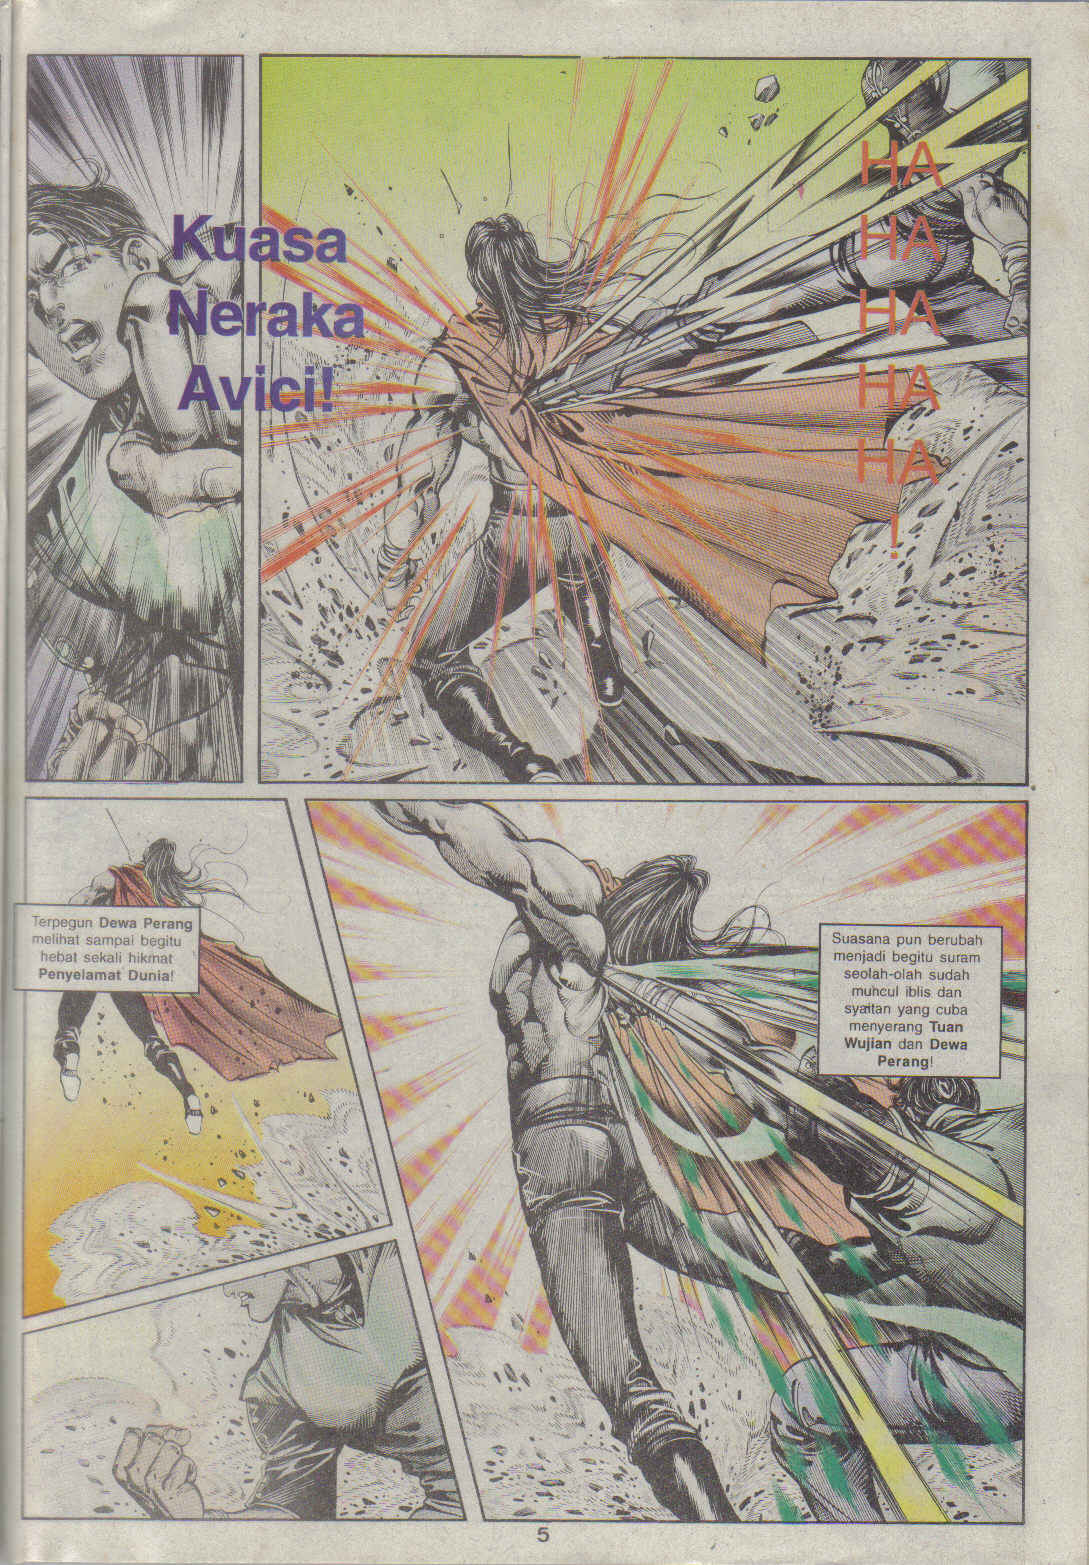 Kuasa
Neraka
Avici!
HA
HA
HA
HA
HA
!
Terpegun Dewa Perang
melihat sampai begitu
hebat sekali hikmat
Penyelamat Dunia!
Suasana pun berubah
menjadi begitu suram
seolah-olah sudah
muhcul iblis dan
syaitan yang cuba
menyerang Tuan
Wujian dan Dewa
Perang!
5